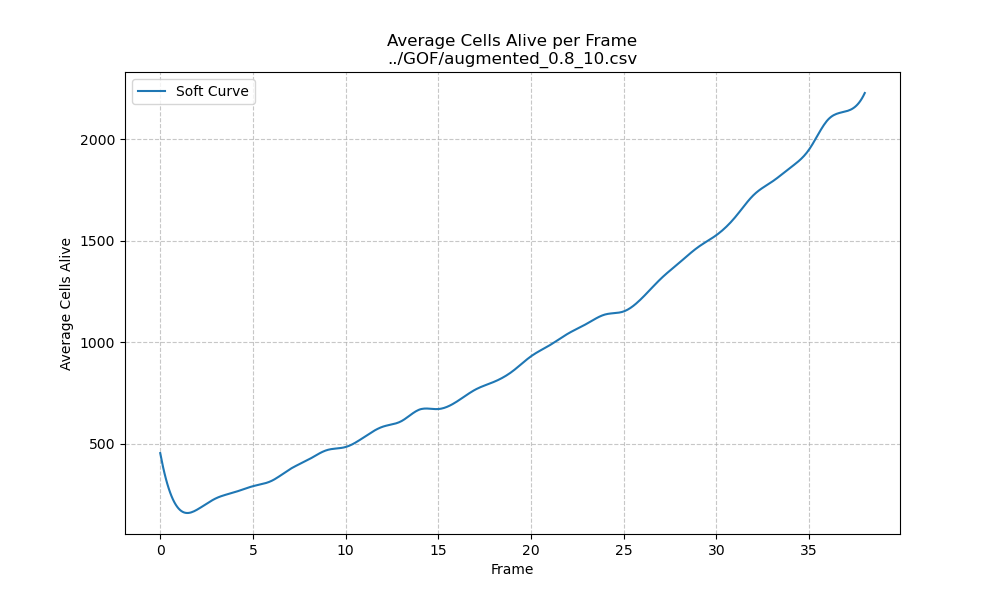 Average Cells Alive per Frame
../GOF/augmented_0.8_10.csv
Soft Curve
Average Cells Alive
2000
1500
1000
500
0 5 10 15 20 25 30 35
Frame